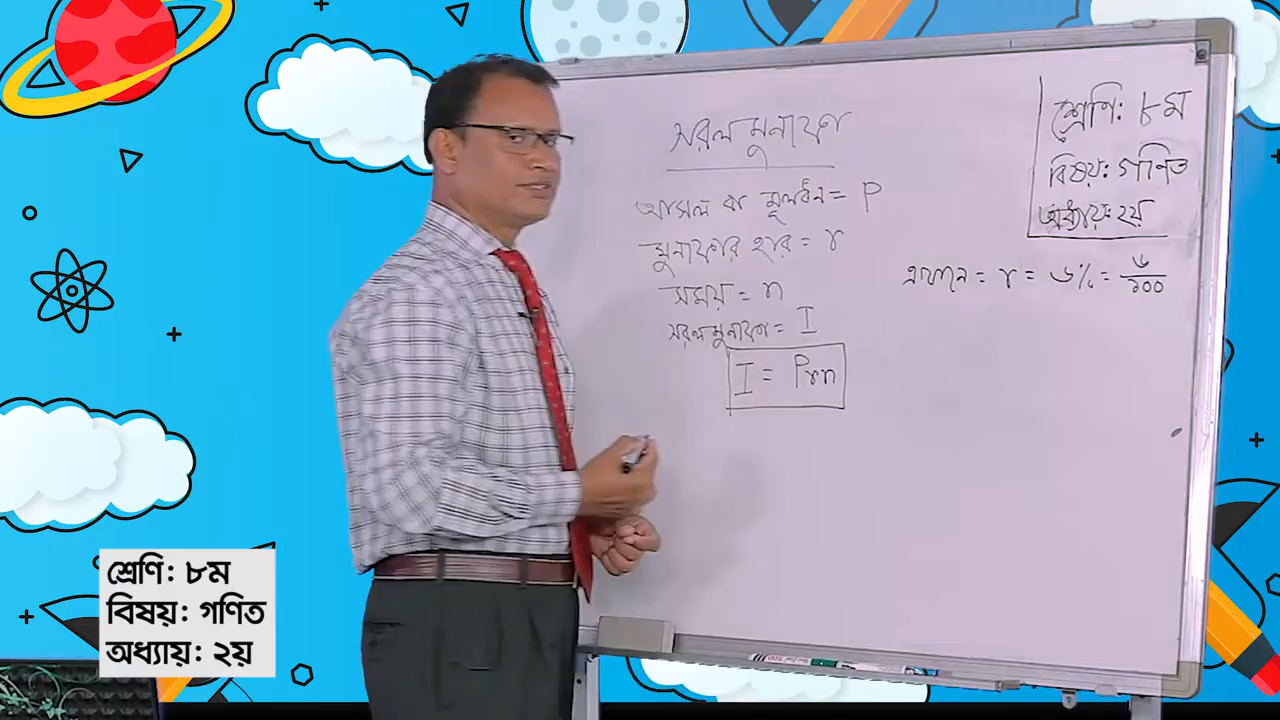 সরল মুনাফা
আসল বা মূলধন = P
মুনাফার হার = r
সময় = n
সরল মুনাফা = I
I = Prn
শ্রেণি: ৮ম
বিষয়: গণিত
অধ্যায়: ২য়
এখানে = r = ৬% = ৬/১০০
শ্রেণি: ৮ম
বিষয়: গণিত
অধ্যায়: ২য়